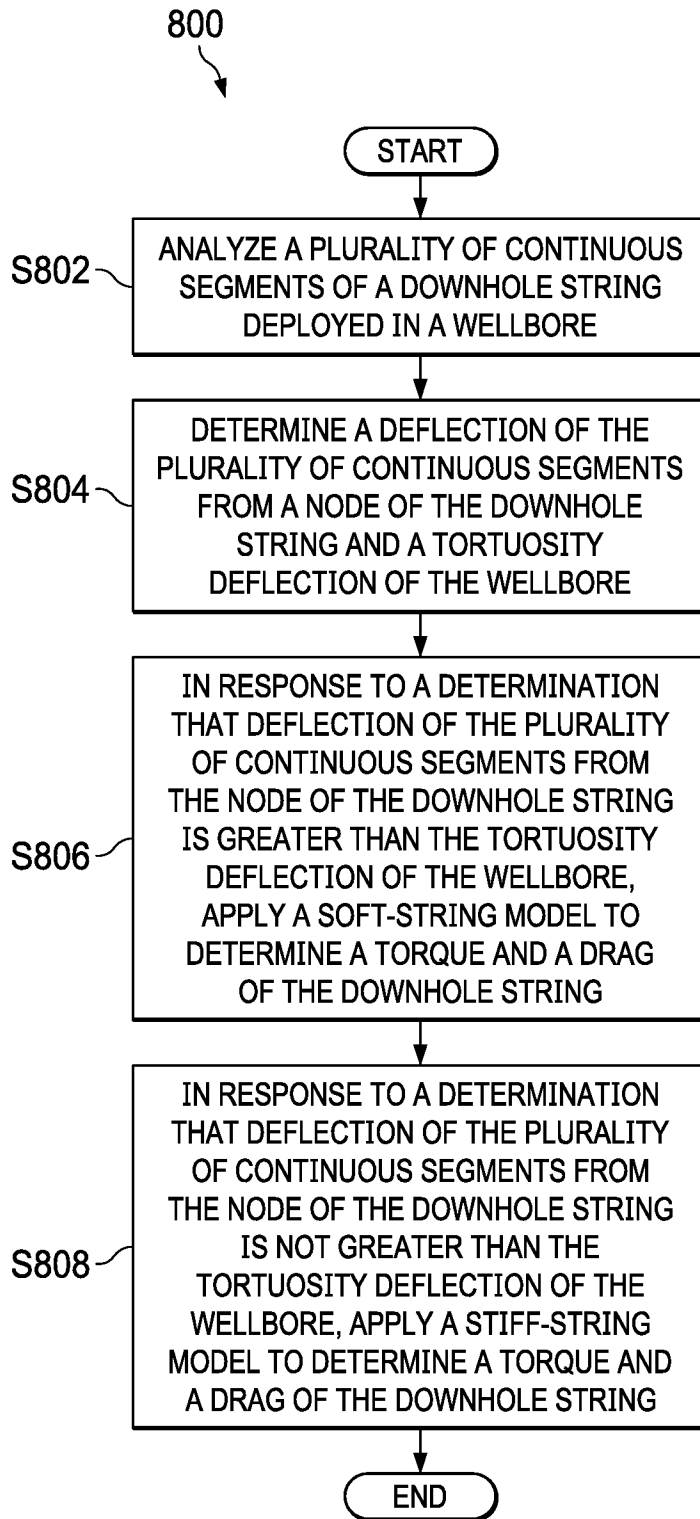 800
START
S802
ANALYZE A PLURALITY OF CONTINUOUS
SEGMENTS OF A DOWNHOLE STRING
DEPLOYED IN A WELLBORE
S804
DETERMINE A DEFLECTION OF THE
PLURALITY OF CONTINUOUS SEGMENTS
FROM A NODE OF THE DOWNHOLE
STRING AND A TORTUOSITY
DEFLECTION OF THE WELLBORE
S806
IN RESPONSE TO A DETERMINATION
THAT DEFLECTION OF THE PLURALITY
OF CONTINUOUS SEGMENTS FROM
THE NODE OF THE DOWNHOLE STRING
IS GREATER THAN THE TORTUOSITY
DEFLECTION OF THE WELLBORE,
APPLY A SOFT-STRING MODEL TO
DETERMINE A TORQUE AND A DRAG
OF THE DOWNHOLE STRING
S808
IN RESPONSE TO A DETERMINATION
THAT DEFLECTION OF THE PLURALITY
OF CONTINUOUS SEGMENTS FROM
THE NODE OF THE DOWNHOLE STRING
IS NOT GREATER THAN THE
TORTUOSITY DEFLECTION OF THE
WELLBORE, APPLY A STIFF-STRING
MODEL TO DETERMINE A TORQUE AND
A DRAG OF THE DOWNHOLE STRING
END